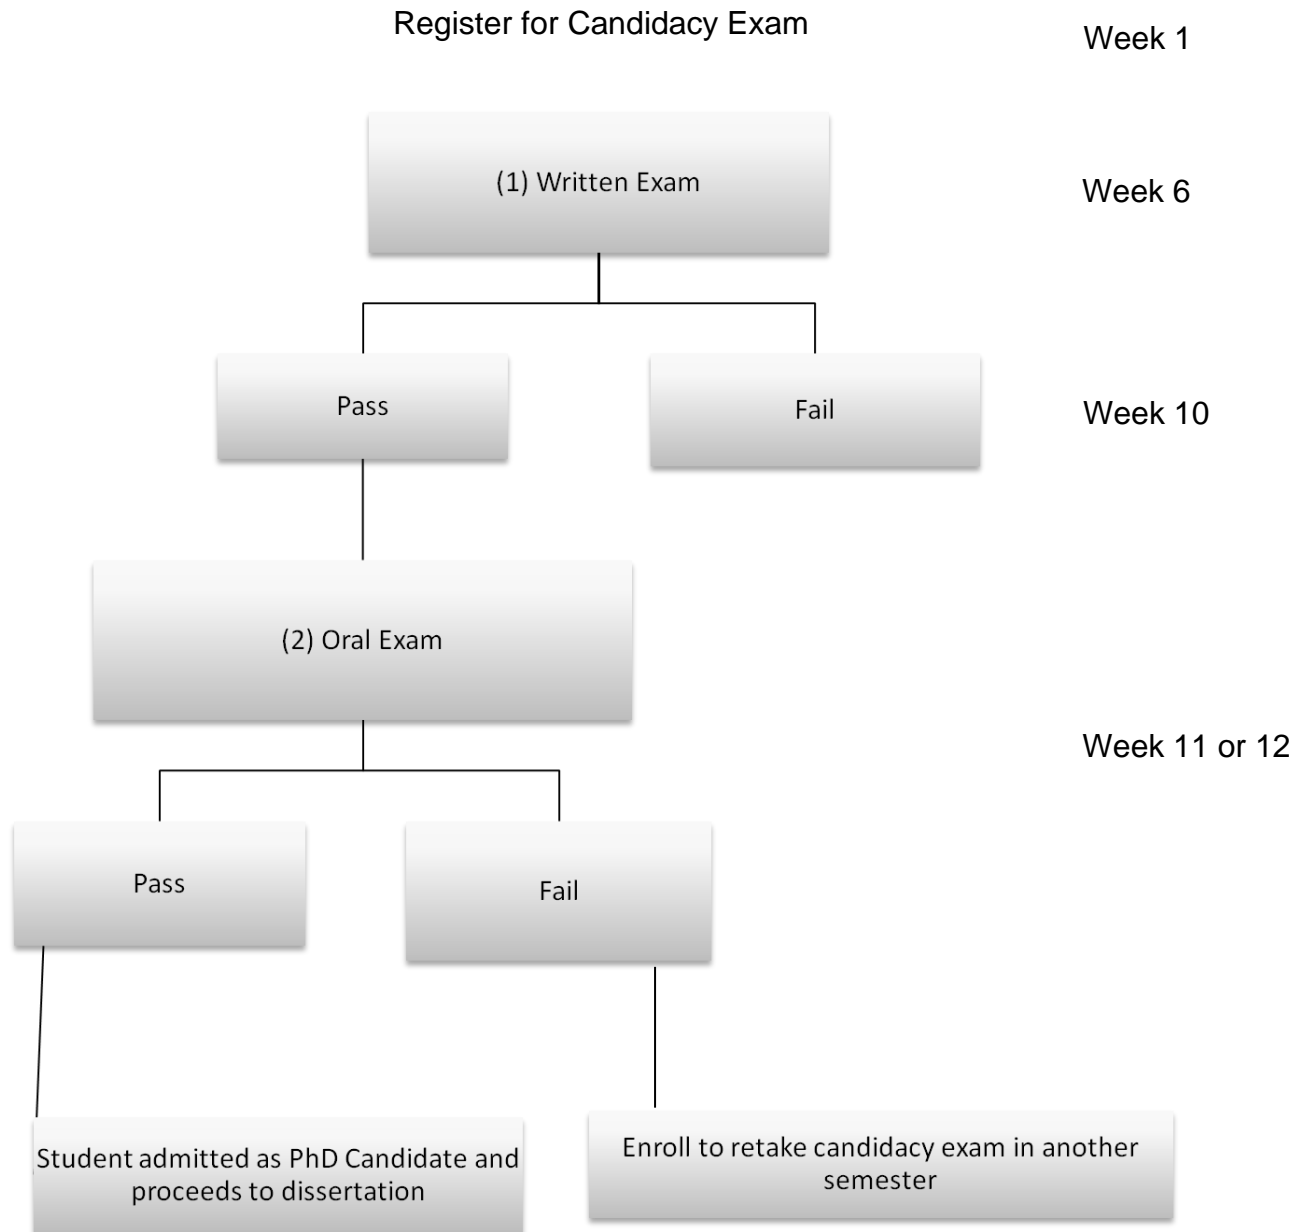 Register for Candidacy Exam
Week 1
(1) Written Exam
Week 6
Pass
Fail
Week 10
(2) Oral Exam
Week 11 or 12
Pass
Fail
Student admitted as PhD Candidate and
proceeds to dissertation
Enroll to retake candidacy exam in another
semester